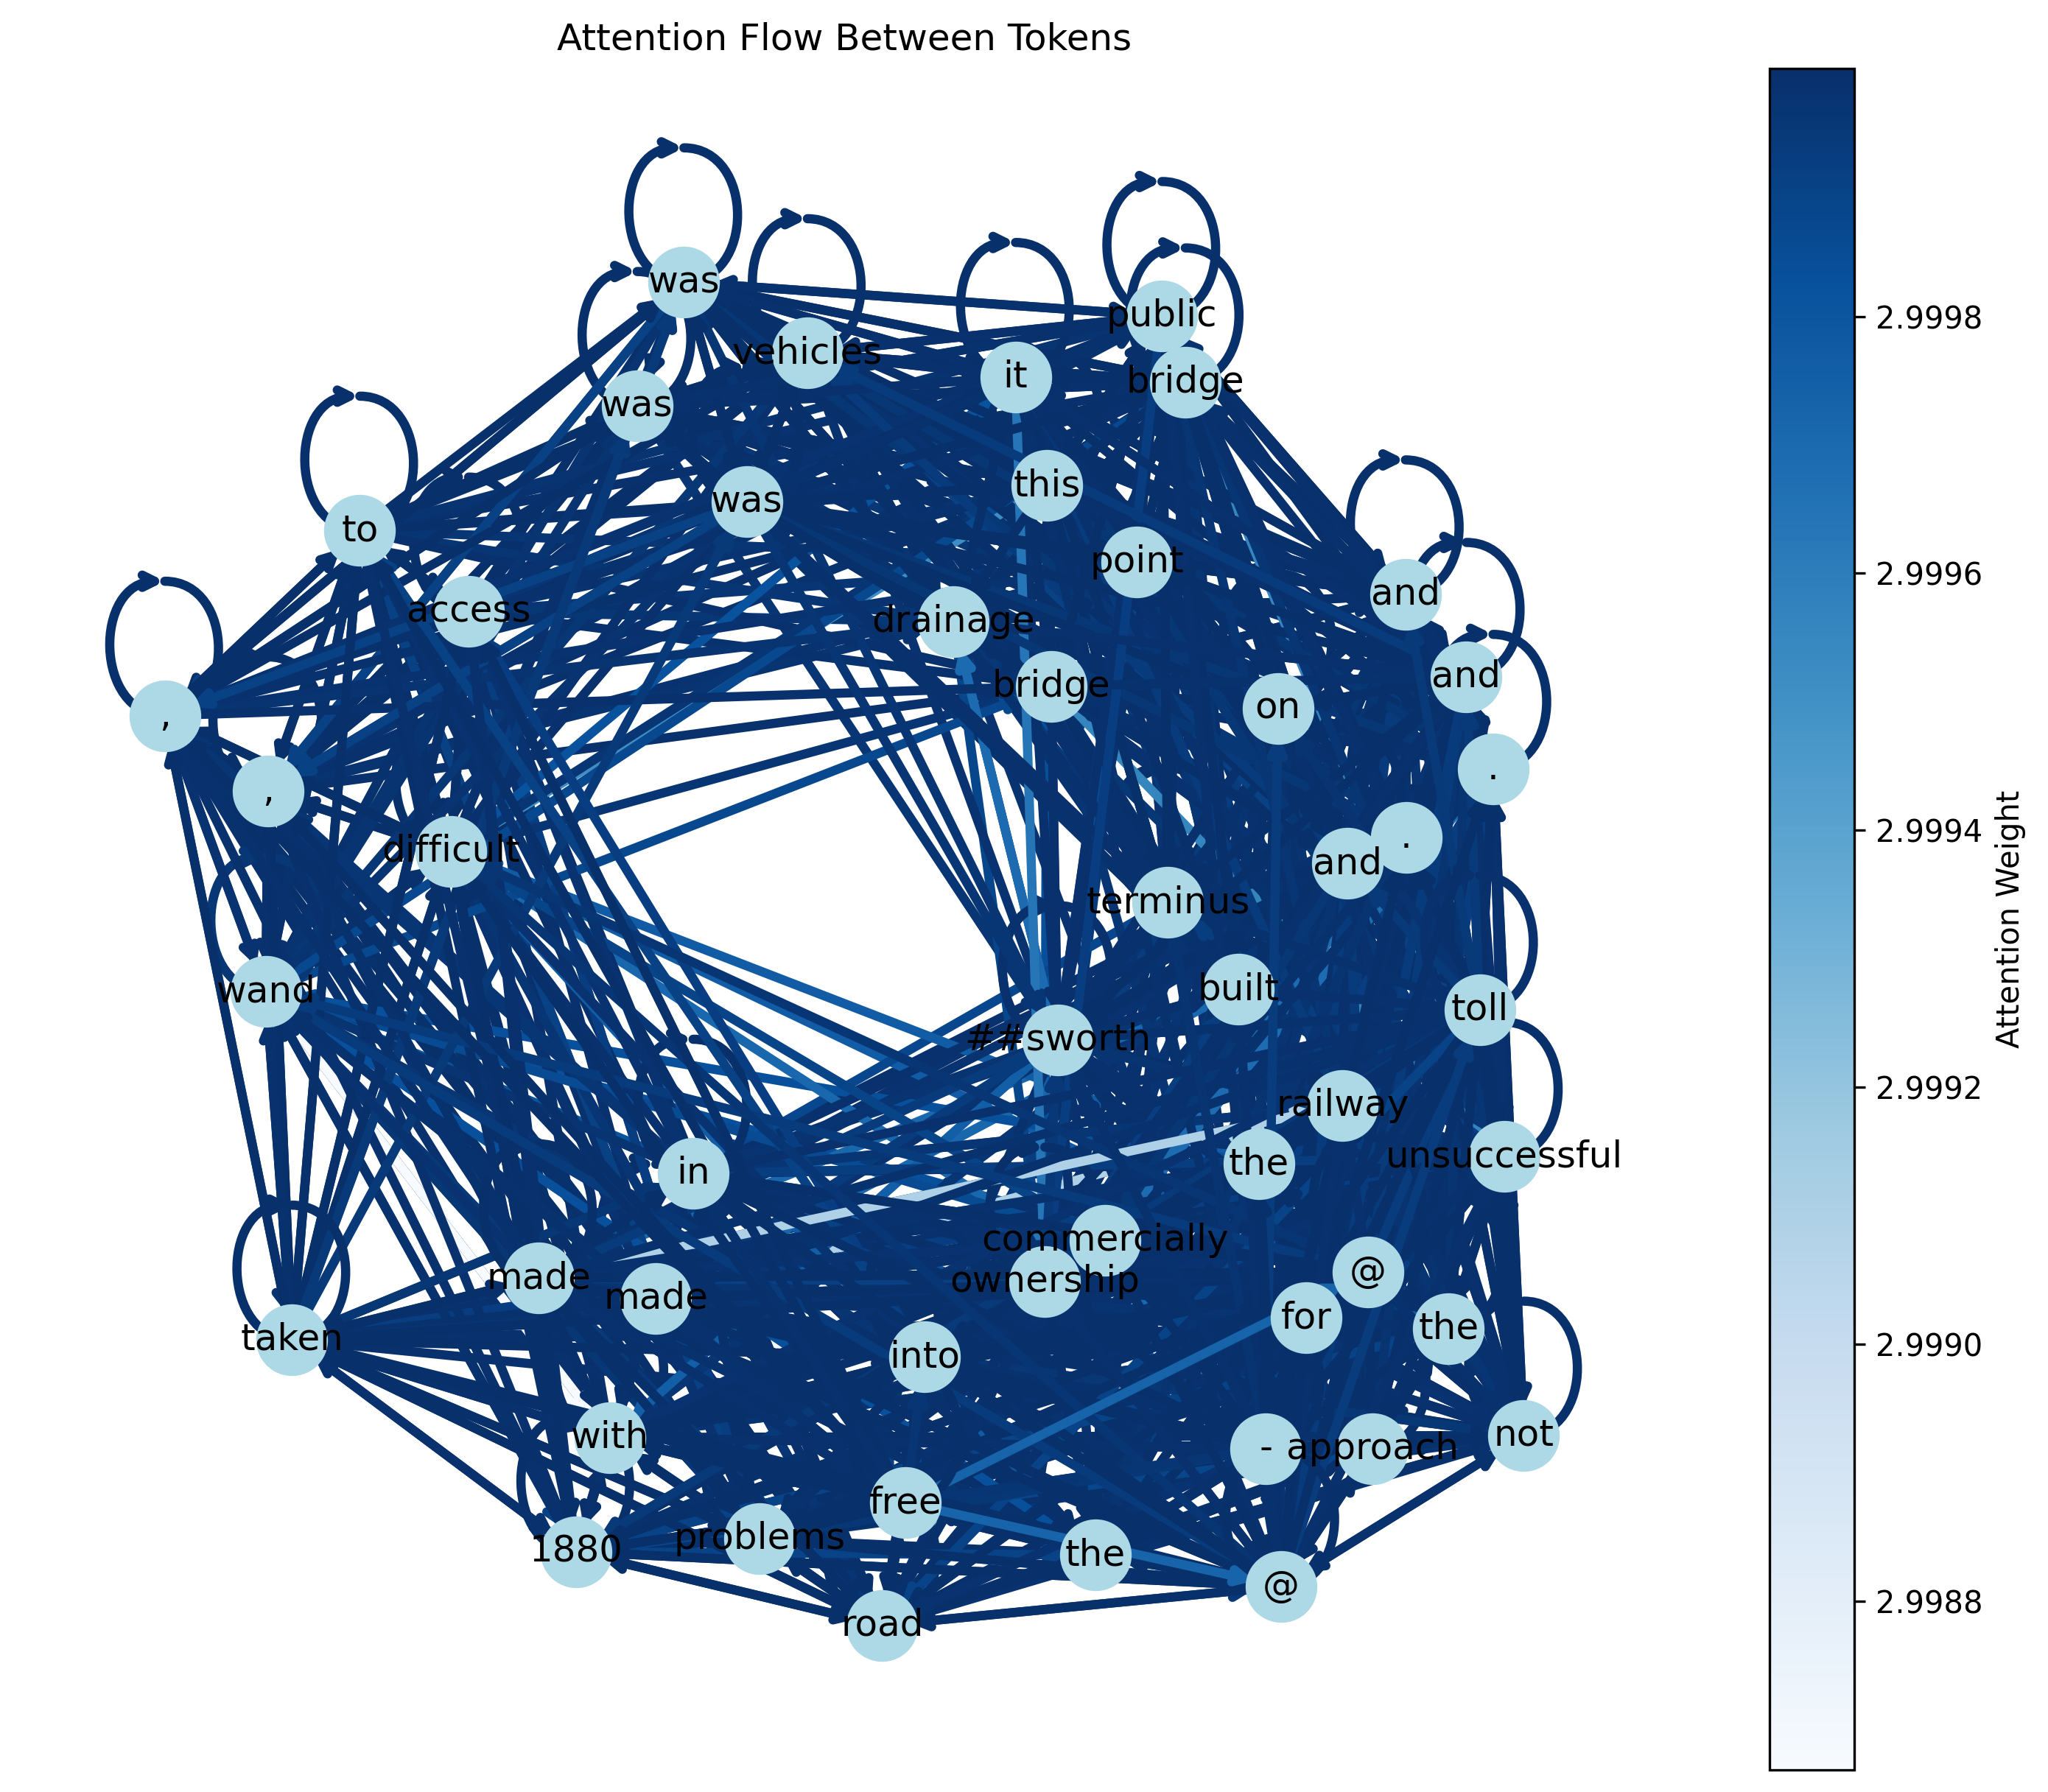 Attention Flow Between Tokens
was
public
vehicles
it
bridge
was
this
was
to
point
and
access
drainage
and
bridge
on
,
.
,
.
difficult
and
terminus
wand
built
toll
##sworth
railway
unsuccessful
the
in
commercially
made
@
ownership
made
for
the
taken
into
with
-
approach
not
free
problems
1880
the
@
road
2.9998
2.9996
2.9994
2.9992
2.9990
2.9988
Attention Weight